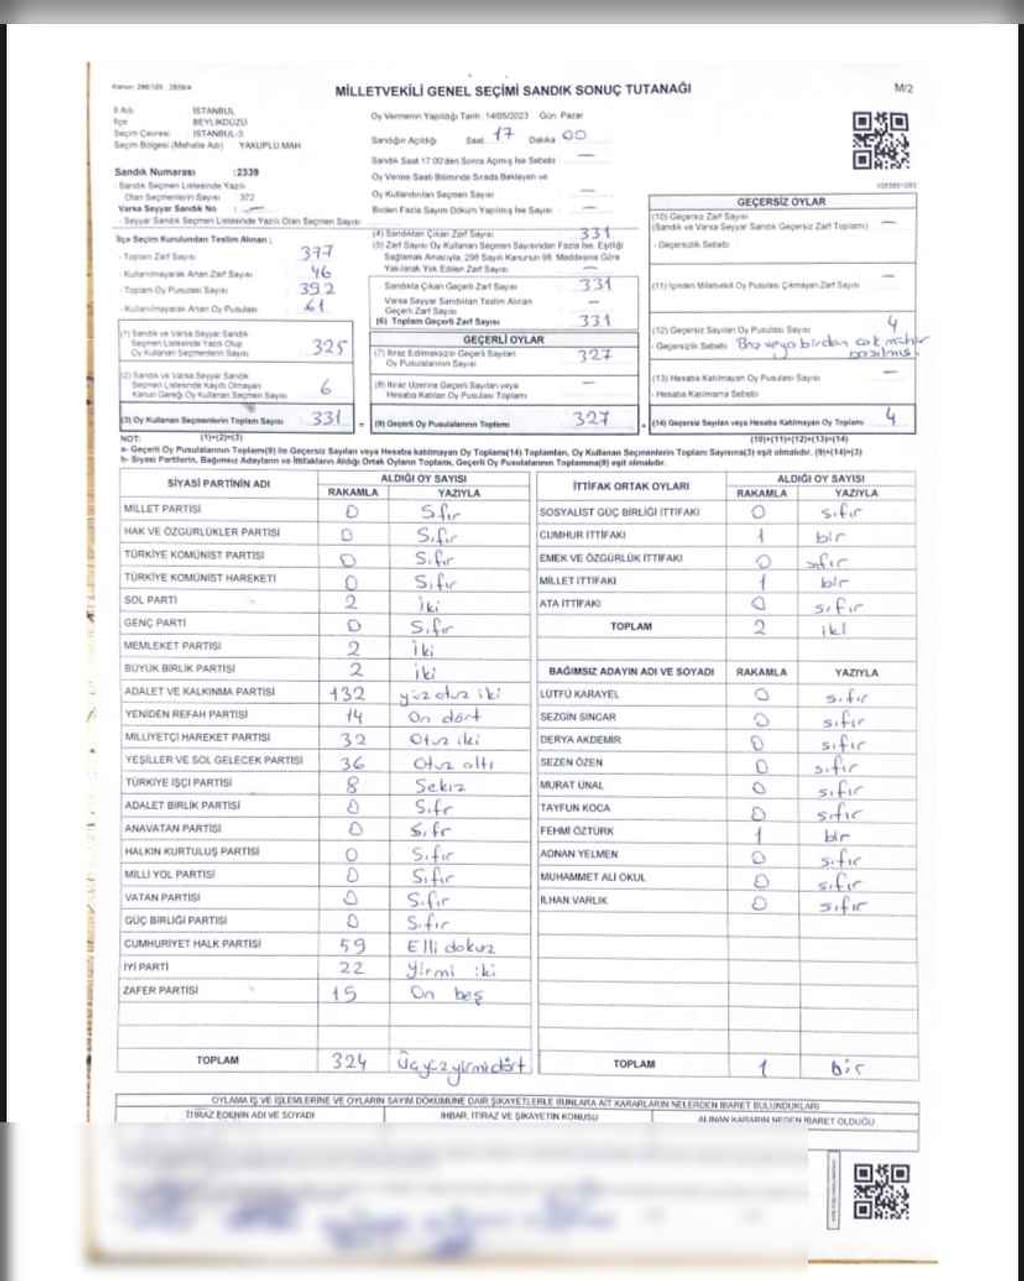 MİLLETVEKİLİ GENEL SEÇİMİ SANDIK SONUÇ TUTANAĞI
M/2
İl Adı : İSTANBUL
İlçe : BEYLİKDÜZÜ
Seçim Çevresi : İSTANBUL-3
Seçim Bölgesi (Mahalle Adı) : YAKUPLU MAH
Sandık Numarası :2339
Sandık Seçmen Listesinde Yazılı
Olan Seçmenlerin Sayısı : 372
Varsa Seyyar Sandık No : —
Seyyar Sandık Seçmen Listesinde Yazılı Olan Seçmen Sayısı
Oy Vermenin Yapıldığı Tarih: 14/05/2023 Gün: Pazar
Sandığın Açıldığı Saat 17 Dakika 00
Sandık Saat 17:00'den Sonra Açılmış İse Sebebi —
Oy Verme Saati Bitiminde Sırada Bekleyen ve
Oy Kullandırılan Seçmen Sayısı —
Birden Fazla Sayım Döküm Yapılmış İse Sayısı —
İlçe Seçim Kurulundan Teslim Alınan ;
- Toplam Zarf Sayısı 377
- Kullanılmayarak Artan Zarf Sayısı 46
- Toplam Oy Pusulası Sayısı 392
- Kullanılmayarak Artan Oy Pusulası 61
(1) Sandık ve Varsa Seyyar Sandık
Seçmen Listesinde Yazılı Olup
Oy Kullanan Seçmenlerin Sayısı 325
(2) Sandık ve Varsa Seyyar Sandık
Seçmen Listesinde Kayıtlı Olmayan
Kanun Gereği Oy Kullanan Seçmen Sayısı 6
(3) Oy Kullanan Seçmenlerin Toplam Sayısı 331
(4) Sandıktan Çıkan Zarf Sayısı 331
(5) Zarf Sayısı Oy Kullanan Seçmen Sayısından Fazla İse, Eşitliği
Sağlamak Amacıyla, 298 Sayılı Kanunun 98. Maddesine Göre
Yakılarak Yok Edilen Zarf Sayısı —
Sandıkta Çıkan Geçerli Zarf Sayısı 331
Varsa Seyyar Sandıktan Teslim Alınan
Geçerli Zarf Sayısı —
(6) Toplam Geçerli Zarf Sayısı 331
GEÇERLİ OYLAR
(7) İtiraz Edilmeksizin Geçerli Sayılan
Oy Pusulalarının Sayısı 327
(8) İtiraz Üzerine Geçerli Sayılan veya
Hesaba Katılan Oy Pusulası Toplamı —
(9) Geçerli Oy Pusulalarının Toplamı 327
GEÇERSİZ OYLAR
(10) Geçersiz Zarf Sayısı
(Sandık ve Varsa Seyyar Sandık Geçersiz Zarf Toplamı) —
- Geçersizlik Sebebi
(11) İçinden Milletvekili Oy Pusulası Çıkmayan Zarf Sayısı —
(12) Geçersiz Sayılan Oy Pusulası Sayısı 4
- Geçersizlik Sebebi veya birden çok mühür
basılmış.
(13) Hesaba Katılmayan Oy Pusulası Sayısı —
- Hesaba Katılmama Sebebi
(14) Geçersiz Sayılan veya Hesaba Katılmayan Oy Toplamı 4
NOT: (1)+(2)=(3) (10)+(11)+(12)+(13)=(14)
a- Geçerli Oy Pusulalarının Toplamı(9) ile Geçersiz Sayılan veya Hesaba katılmayan Oy Toplamı(14) Toplamları, Oy Kullanan Seçmenlerin Toplam Sayısına(3) eşit olmalıdır. (9)+(14)=(3)
b- Siyasi Partilerin, Bağımsız Adayların ve İttifakların Aldığı Ortak Oyların Toplamı, Geçerli Oy Pusulalarının Toplamına(9) eşit olmalıdır.
SİYASİ PARTİNİN ADI ALDIĞI OY SAYISI
RAKAMLA YAZIYLA
MİLLET PARTİSİ 0 Sıfır
HAK VE ÖZGÜRLÜKLER PARTİSİ 0 Sıfır
TÜRKİYE KOMÜNİST PARTİSİ 0 Sıfır
TÜRKİYE KOMÜNİST HAREKETİ 0 Sıfır
SOL PARTİ 2 İki
GENÇ PARTİ 0 Sıfır
MEMLEKET PARTİSİ 2 İki
BÜYÜK BİRLİK PARTİSİ 2 iki
ADALET VE KALKINMA PARTİSİ 132 yüz otuz iki
YENİDEN REFAH PARTİSİ 14 On dört
MİLLİYETÇİ HAREKET PARTİSİ 32 Otuz iki
YEŞİLLER VE SOL GELECEK PARTİSİ 36 Otuz altı
TÜRKİYE İŞÇİ PARTİSİ 8 Sekiz
ADALET BİRLİK PARTİSİ 0 Sıfr
ANAVATAN PARTİSİ 0 Sıfr
HALKIN KURTULUŞ PARTİSİ 0 Sıfır
MİLLİ YOL PARTİSİ 0 Sıfır
VATAN PARTİSİ 0 Sıfır
GÜÇ BİRLİĞİ PARTİSİ 0 Sıfır
CUMHURİYET HALK PARTİSİ 59 Elli dokuz
İYİ PARTİ 22 Yirmi iki
ZAFER PARTİSİ 15 On beş
TOPLAM 324 Üçyüzyirmidört
İTTİFAK ORTAK OYLARI ALDIĞI OY SAYISI
RAKAMLA YAZIYLA
SOSYALİST GÜÇ BİRLİĞİ İTTİFAKI 0 sıfır
CUMHUR İTTİFAKI 1 bir
EMEK VE ÖZGÜRLÜK İTTİFAKI 0 sıfır
MİLLET İTTİFAKI 1 bir
ATA İTTİFAKI 0 sıfır
TOPLAM 2 iki
BAĞIMSIZ ADAYIN ADI VE SOYADI RAKAMLA YAZIYLA
LÜTFÜ KARAYEL 0 sıfır
SEZGİN SİNCAR 0 sıfır
DERYA AKDEMİR 0 sıfır
SEZEN ÖZEN 0 sıfır
MURAT ÜNAL 0 sıfır
TAYFUN KOCA 0 sıfır
FEHMİ ÖZTÜRK 1 bir
ADNAN YELMEN 0 sıfır
MUHAMMET ALİ OKUL 0 sıfır
İLHAN VARLIK 0 sıfır
TOPLAM 1 bir
OYLAMA İŞ VE İŞLEMLERİNE VE OYLARIN SAYIM DÖKÜMÜNE DAİR ŞİKAYETLERLE BUNLARA AİT KARARLARIN NELERDEN İBARET BULUNDUKLARI
İTİRAZ EDENİN ADI VE SOYADI İHBAR, İTİRAZ VE ŞİKAYETİN KONUSU ALINAN KARARIN NEDEN İBARET OLDUĞU